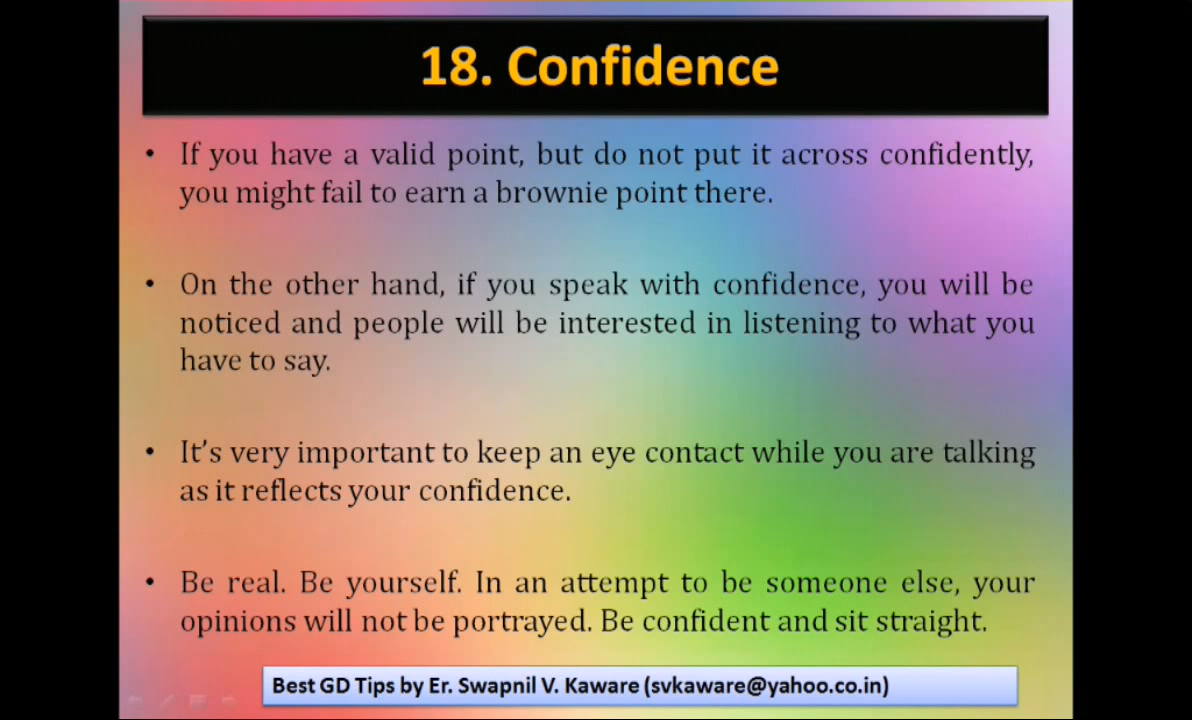 18. Confidence
• If you have a valid point, but do not put it across confidently,
you might fail to earn a brownie point there.
• On the other hand, if you speak with confidence, you will be
noticed and people will be interested in listening to what you
have to say.
• It’s very important to keep an eye contact while you are talking
as it reflects your confidence.
• Be real. Be yourself. In an attempt to be someone else, your
opinions will not be portrayed. Be confident and sit straight.
Best GD Tips by Er. Swapnil V. Kaware (svkaware@yahoo.co.in)